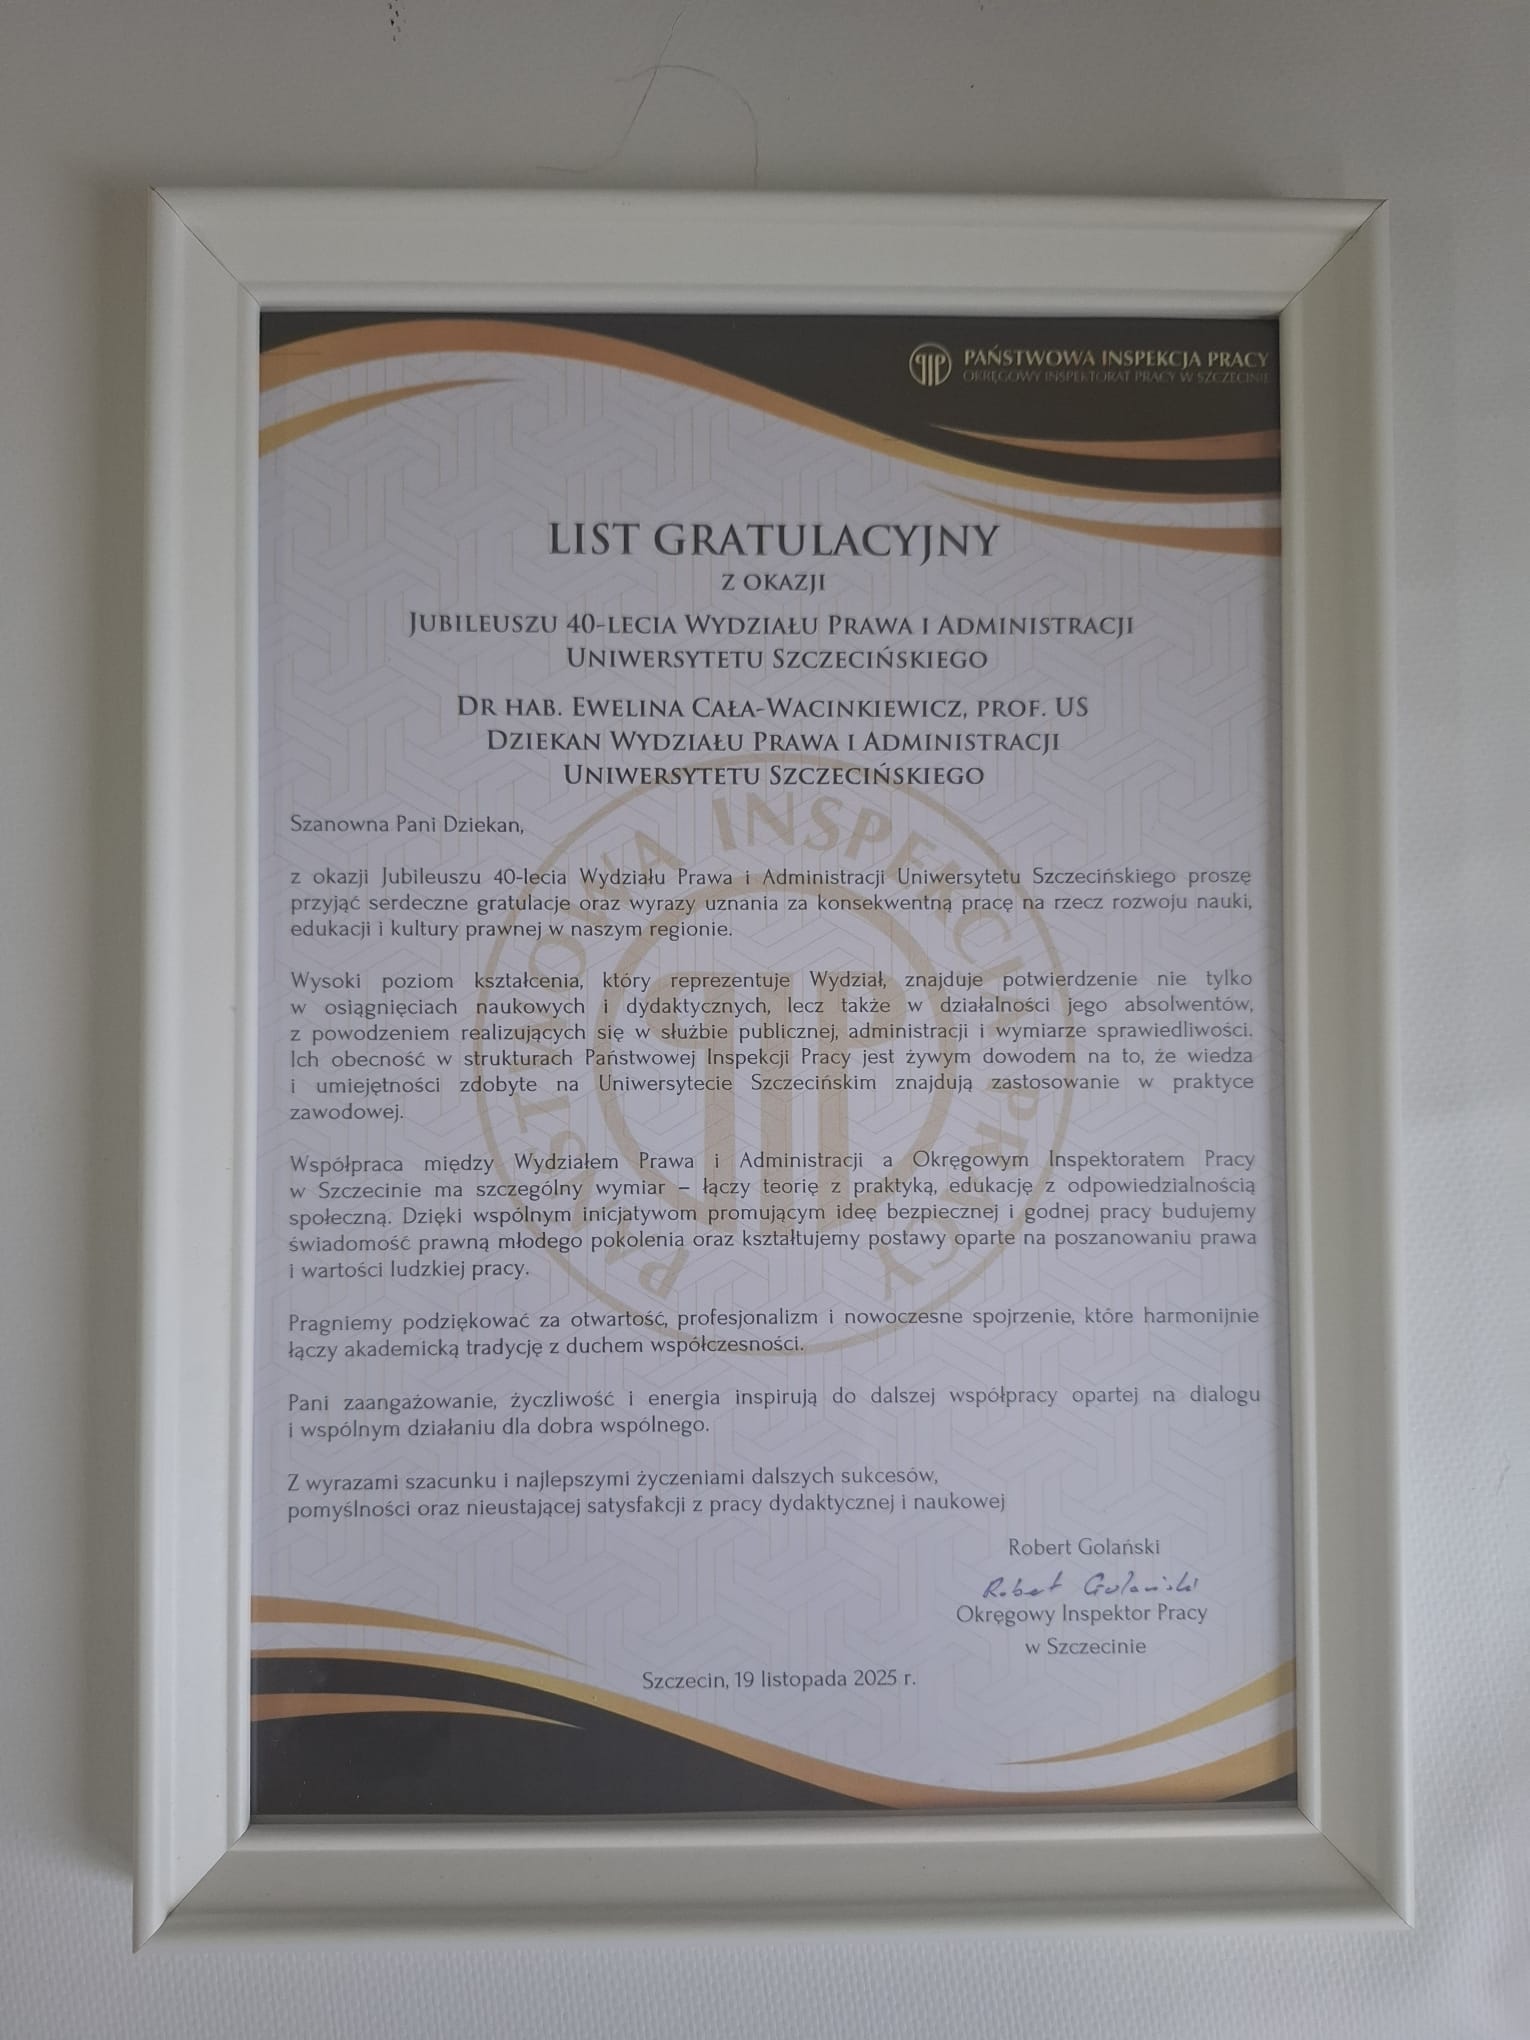 PAŃSTWOWA INSPEKCJA PRACY
OKRĘGOWY INSPEKTORAT PRACY W SZCZECINIE
LIST GRATULACYJNY
Z OKAZJI
JUBILEUSZU 40-LECIA WYDZIAŁU PRAWA I ADMINISTRACJI
UNIWERSYTETU SZCZECIŃSKIEGO
DR HAB. EWELINA CAŁA-WACINKIEWICZ, PROF. US
DZIEKAN WYDZIAŁU PRAWA I ADMINISTRACJI
UNIWERSYTETU SZCZECIŃSKIEGO
Szanowna Pani Dziekan,
z okazji Jubileuszu 40-lecia Wydziału Prawa i Administracji Uniwersytetu Szczecińskiego proszę
przyjąć serdeczne gratulacje oraz wyrazy uznania za konsekwentną pracę na rzecz rozwoju nauki,
edukacji i kultury prawnej w naszym regionie.
Wysoki poziom kształcenia, który reprezentuje Wydział, znajduje potwierdzenie nie tylko
w osiągnięciach naukowych i dydaktycznych, lecz także w działalności jego absolwentów,
z powodzeniem realizujących się w służbie publicznej, administracji i wymiarze sprawiedliwości.
Ich obecność w strukturach Państwowej Inspekcji Pracy jest żywym dowodem na to, że wiedza
i umiejętności zdobyte na Uniwersytecie Szczecińskim znajdują zastosowanie w praktyce
zawodowej.
Współpraca między Wydziałem Prawa i Administracji a Okręgowym Inspektoratem Pracy
w Szczecinie ma szczególny wymiar – łączy teorię z praktyką, edukację z odpowiedzialnością
społeczną. Dzięki wspólnym inicjatywom promującym ideę bezpiecznej i godnej pracy budujemy
świadomość prawną młodego pokolenia oraz kształtujemy postawy oparte na poszanowaniu prawa
i wartości ludzkiej pracy.
Pragniemy podziękować za otwartość, profesjonalizm i nowoczesne spojrzenie, które harmonijnie
łączy akademicką tradycję z duchem współczesności.
Pani zaangażowanie, życzliwość i energia inspirują do dalszej współpracy opartej na dialogu
i wspólnym działaniu dla dobra wspólnego.
Z wyrazami szacunku i najlepszymi życzeniami dalszych sukcesów,
pomyślności oraz nieustającej satysfakcji z pracy dydaktycznej i naukowej
Robert Golański
Robert Golański
Okręgowy Inspektor Pracy
w Szczecinie
Szczecin, 19 listopada 2025 r.
PAŃSTWOWA INSPEKCJA PRACY